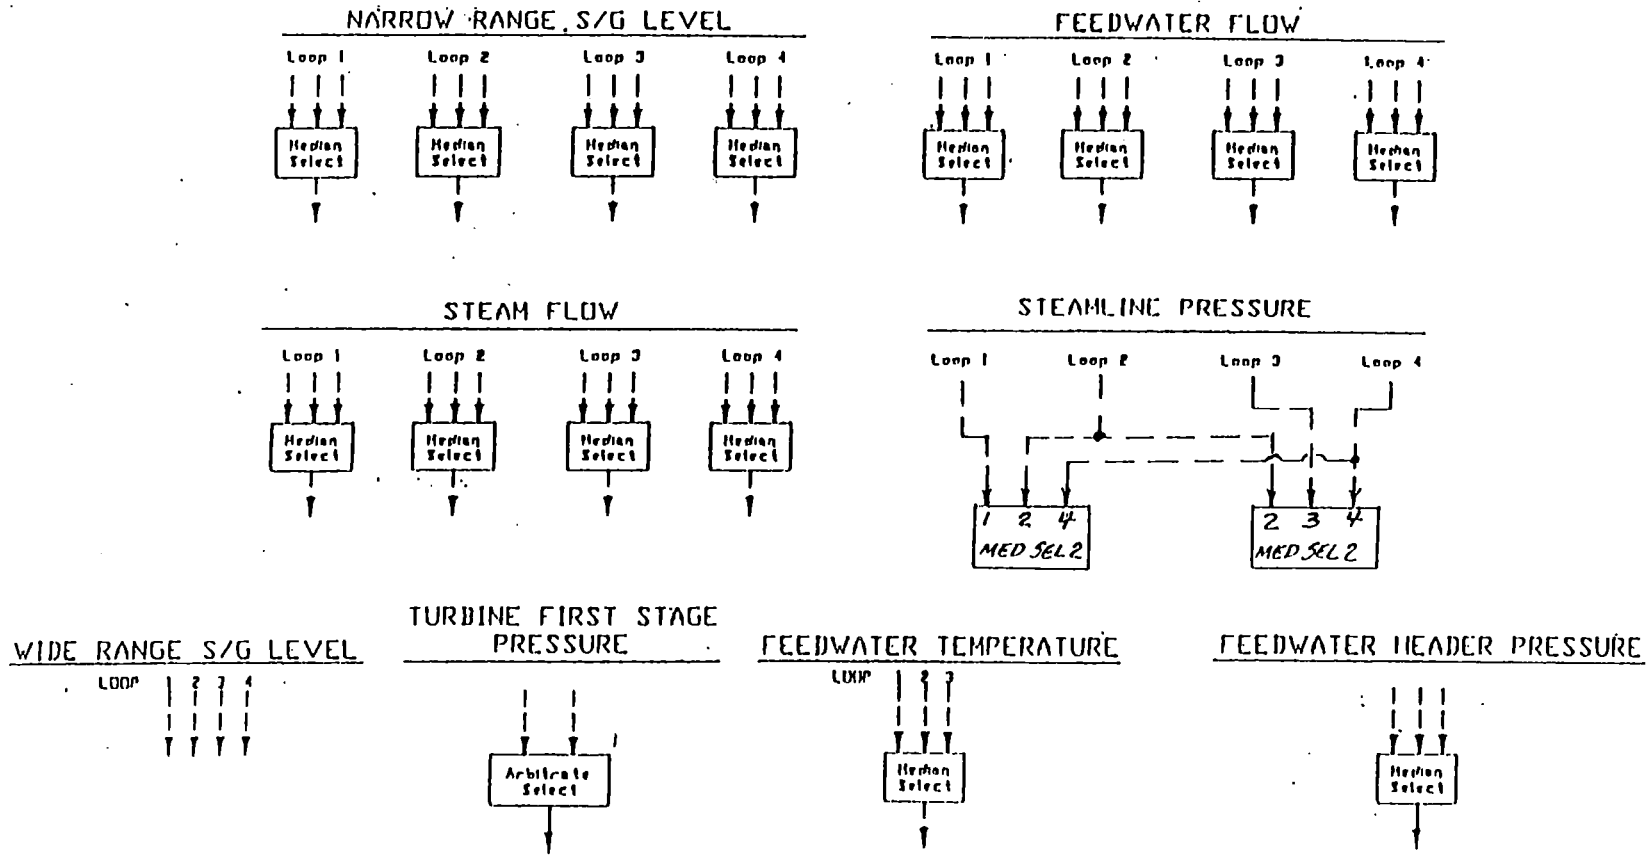 NARROW RANGE S/G LEVEL
Loop 1 Loop 2 Loop 3 Loop 4
Median Select
Median Select
Median Select
Median Select
FEEDWATER FLOW
Loop 1 Loop 2 Loop 3 Loop 4
Median Select
Median Select
Median Select
Median Select
STEAM FLOW
Loop 1 Loop 2 Loop 3 Loop 4
Median Select
Median Select
Median Select
Median Select
STEAMLINE PRESSURE
Loop 1 Loop 2 Loop 3 Loop 4
1 2 4
MED SEL 2
2 3 4
MED SEL 2
WIDE RANGE S/G LEVEL
LOOP 1 2 3 4
TURBINE FIRST STAGE
PRESSURE
Arbitrate
Select
FEEDWATER TEMPERATURE
LOOP 1 2 3
Median
Select
FEEDWATER HEADER PRESSURE
Median
Select